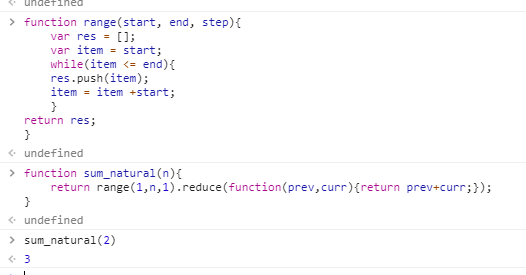 undefined
function range(start, end, step){
var res = [];
var item = start;
while(item <= end){
res.push(item);
item = item +start;
}
return res;
}
undefined
function sum_natural(n){
return range(1,n,1).reduce(function(prev,curr){return prev+curr;});
}
undefined
sum_natural(2)
3